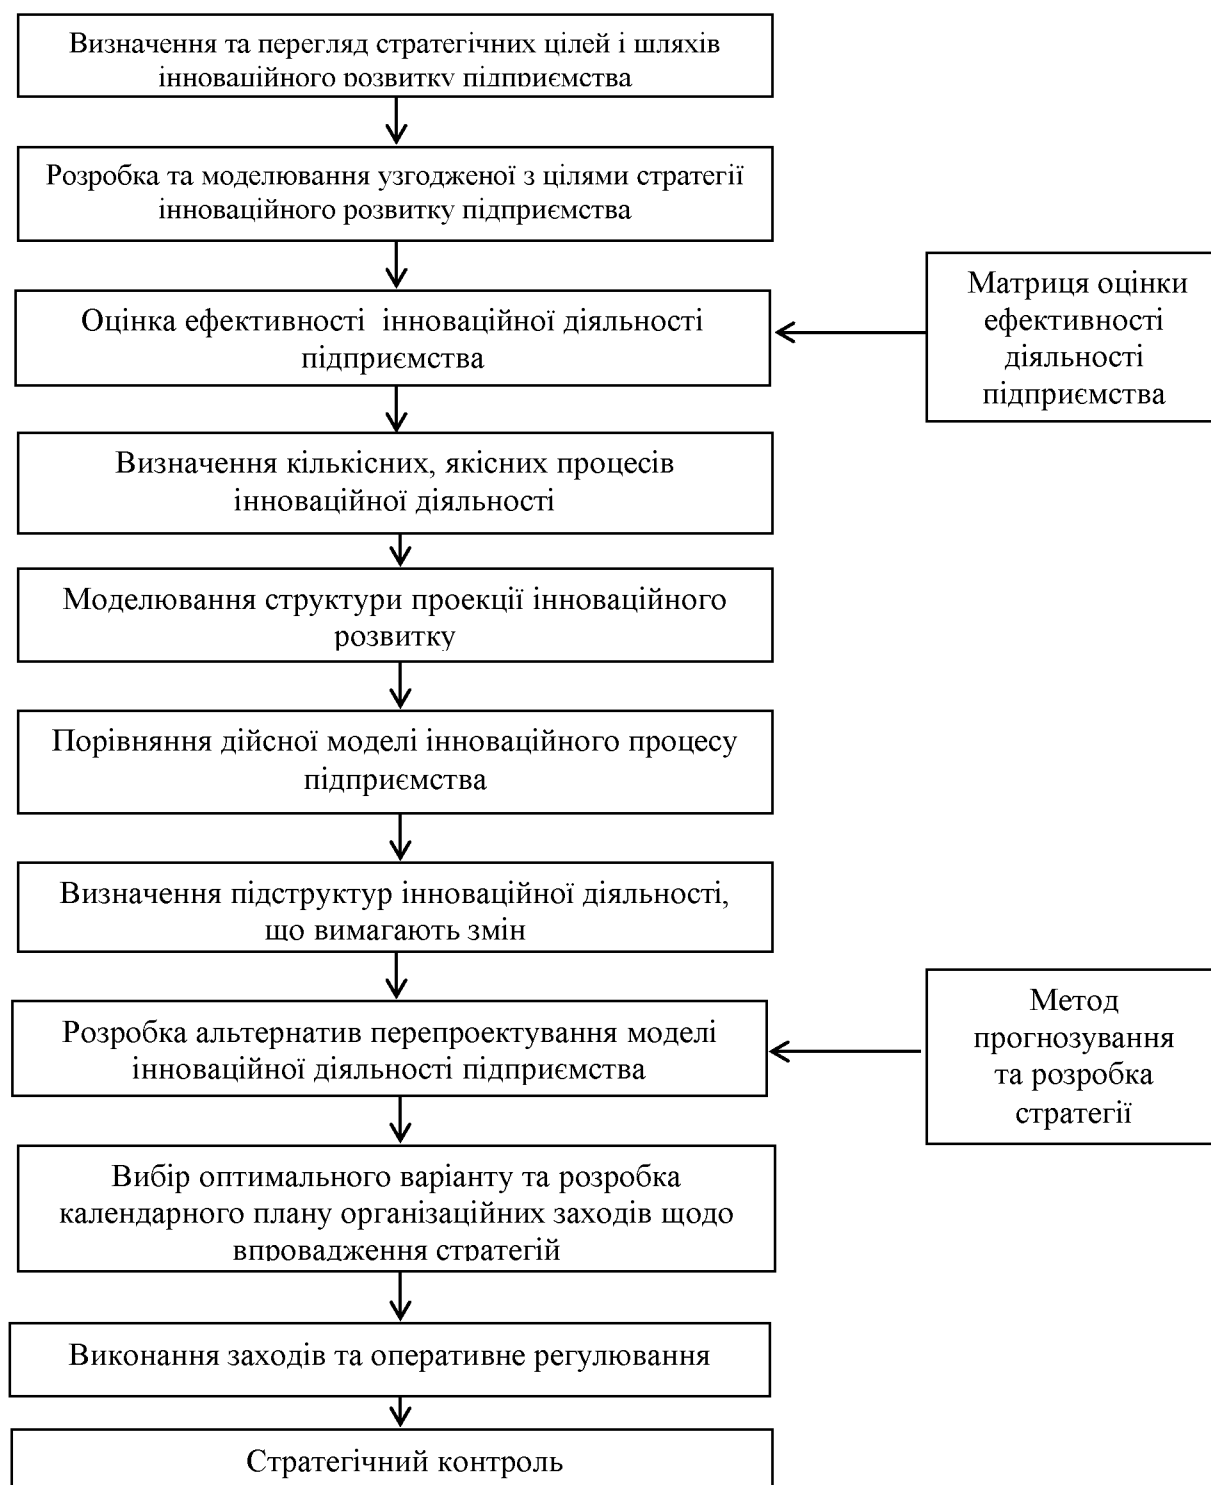 Визначення та перегляд стратегічних цілей і шляхів
інноваційного розвитку підприємства
Розробка та моделювання узгодженої з цілями стратегії
інноваційного розвитку підприємства
Оцінка ефективності інноваційної діяльності
підприємства
Матриця оцінки
ефективності
діяльності
підприємства
Визначення кількісних, якісних процесів
інноваційної діяльності
Моделювання структури проекції інноваційного
розвитку
Порівняння дійсної моделі інноваційного процесу
підприємства
Визначення підструктур інноваційної діяльності,
що вимагають змін
Розробка альтернатив перепроектування моделі
інноваційної діяльності підприємства
Метод
прогнозування
та розробка
стратегії
Вибір оптимального варіанту та розробка
календарного плану організаційних заходів щодо
впровадження стратегій
Виконання заходів та оперативне регулювання
Стратегічний контроль